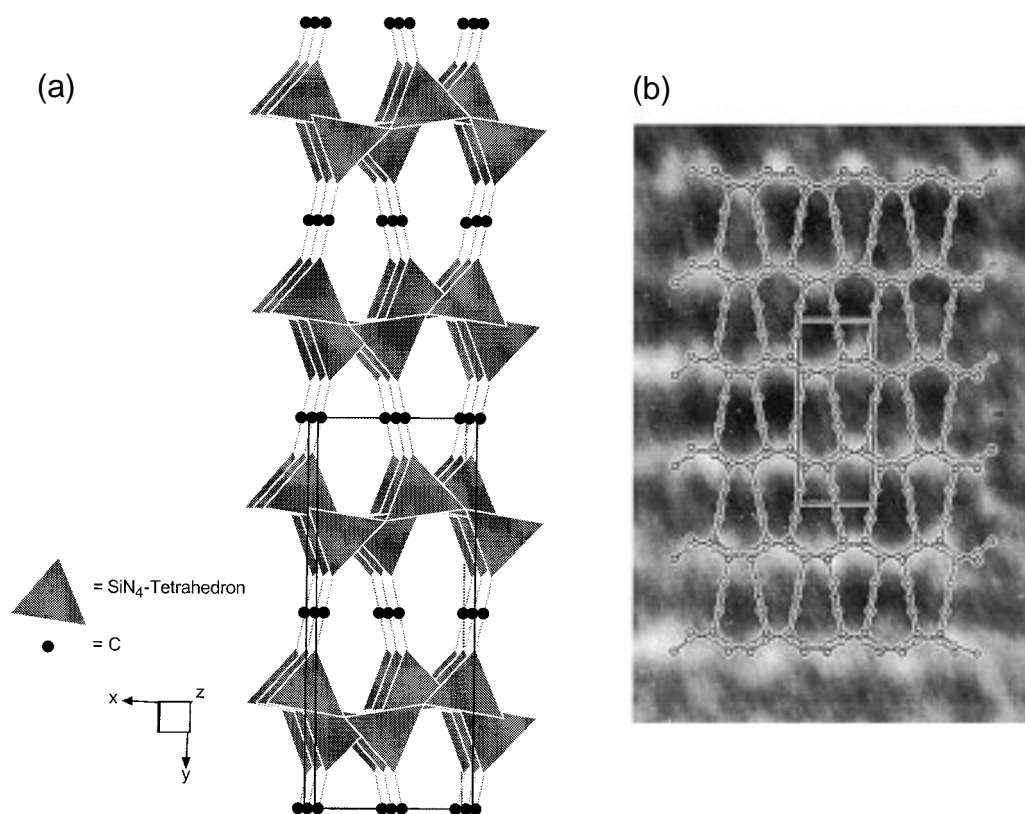 (a)
(b)
= SiN₄-Tetrahedron
= C
x
z
y